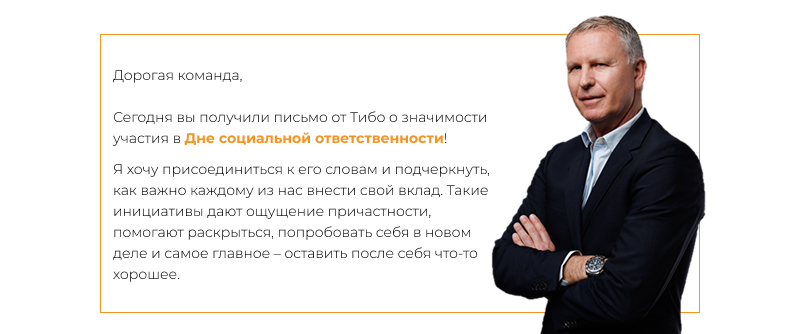 Дорогая команда,
Сегодня вы получили письмо от Тибо о значимости
участия в Дне социальной ответственности!
Я хочу присоединиться к его словам и подчеркнуть,
как важно каждому из нас внести свой вклад. Такие
инициативы дают ощущение причастности,
помогают раскрыться, попробовать себя в новом
деле и самое главное – оставить после себя что-то
хорошее.